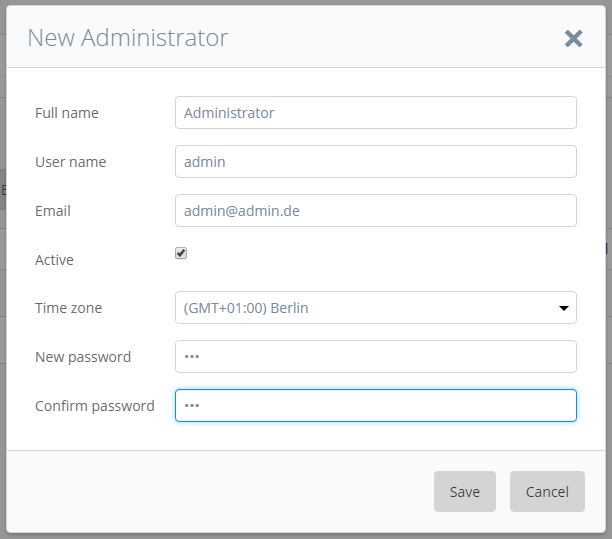 New Administrator
Full name Administrator
User name admin
Email admin@admin.de
Active
Time zone (GMT+01:00) Berlin
New password •••
Confirm password •••
Save Cancel